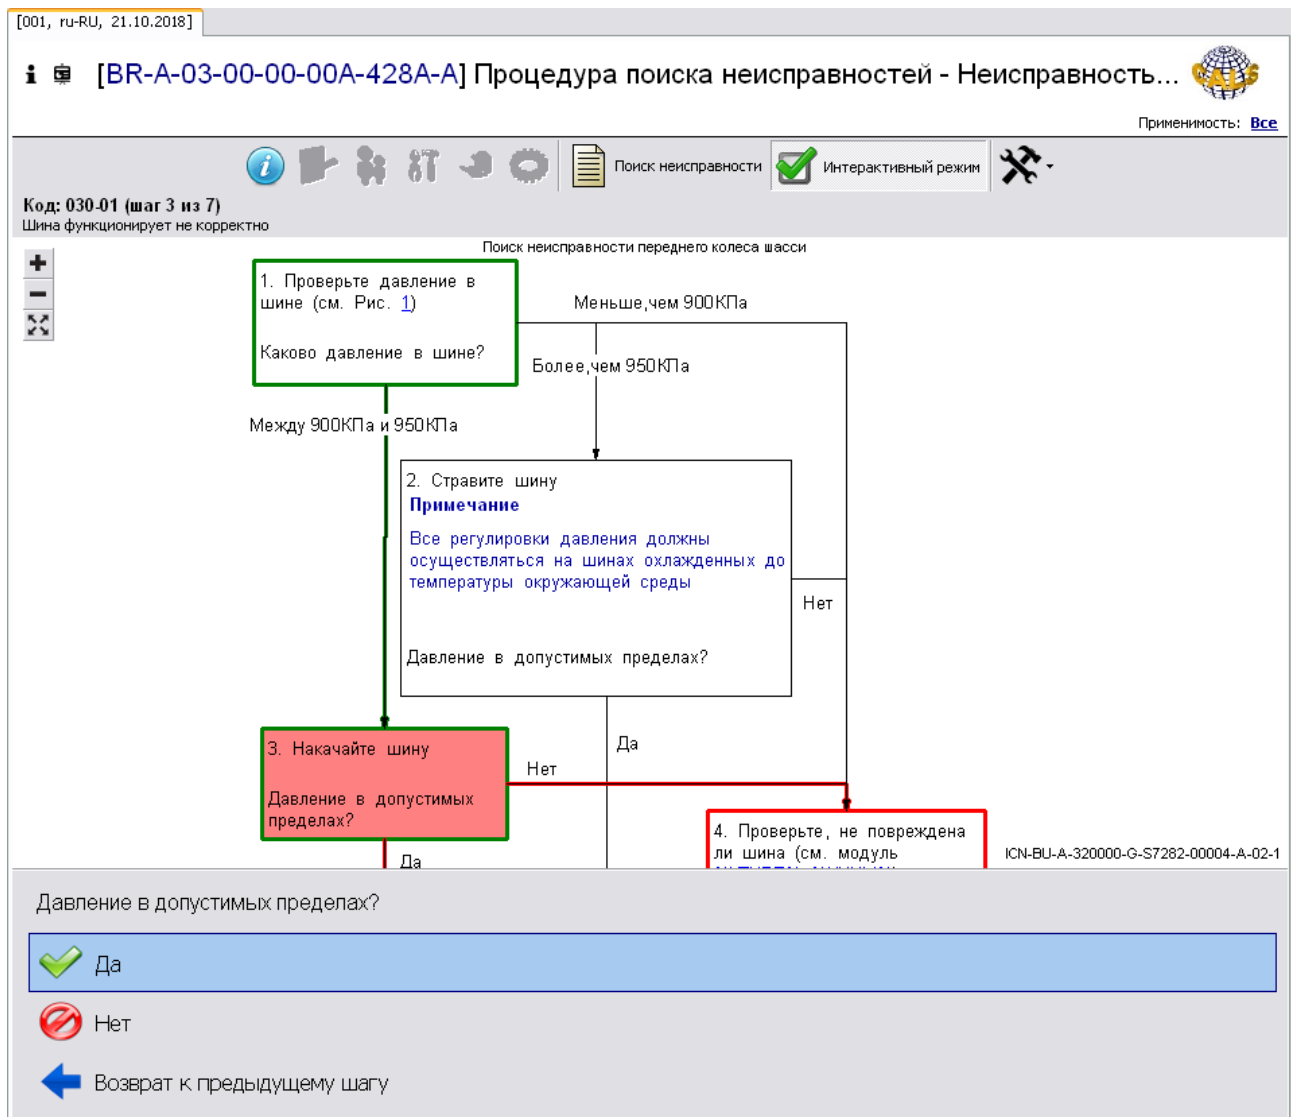 [001, ru-RU, 21.10.2018]
[BR-A-03-00-00-00A-428A-A] Процедура поиска неисправностей - Неисправность...
CALS
Применимость: Все
Поиск неисправности
Интерактивный режим
Код: 030-01 (шаг 3 из 7)
Шина функционирует не корректно
Поиск неисправности переднего колеса шасси
1. Проверьте давление в
шине (см. Рис. 1)
Каково давление в шине?
Меньше,чем 900КПа
Более,чем 950КПа
Между 900КПа и 950КПа
2. Стравите шину
Примечание
Все регулировки давления должны
осуществляться на шинах охлажденных до
температуры окружающей среды
Давление в допустимых пределах?
Нет
Да
3. Накачайте шину
Давление в допустимых
пределах?
Нет
Да
4. Проверьте, не повреждена
ли шина (см. модуль
ICN-BU-A-320000-G-S7282-00004-A-02-1
Давление в допустимых пределах?
Да
Нет
Возврат к предыдущему шагу